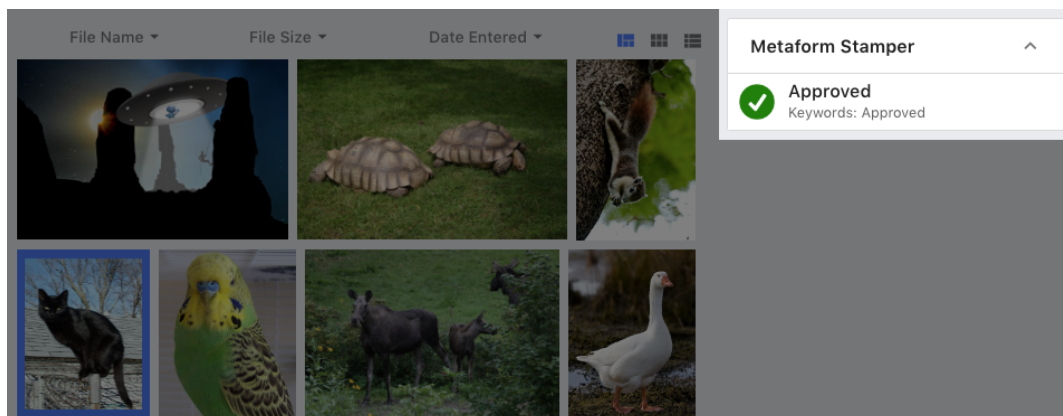 File Name File Size Date Entered
Metaform Stamper
Approved
Keywords: Approved